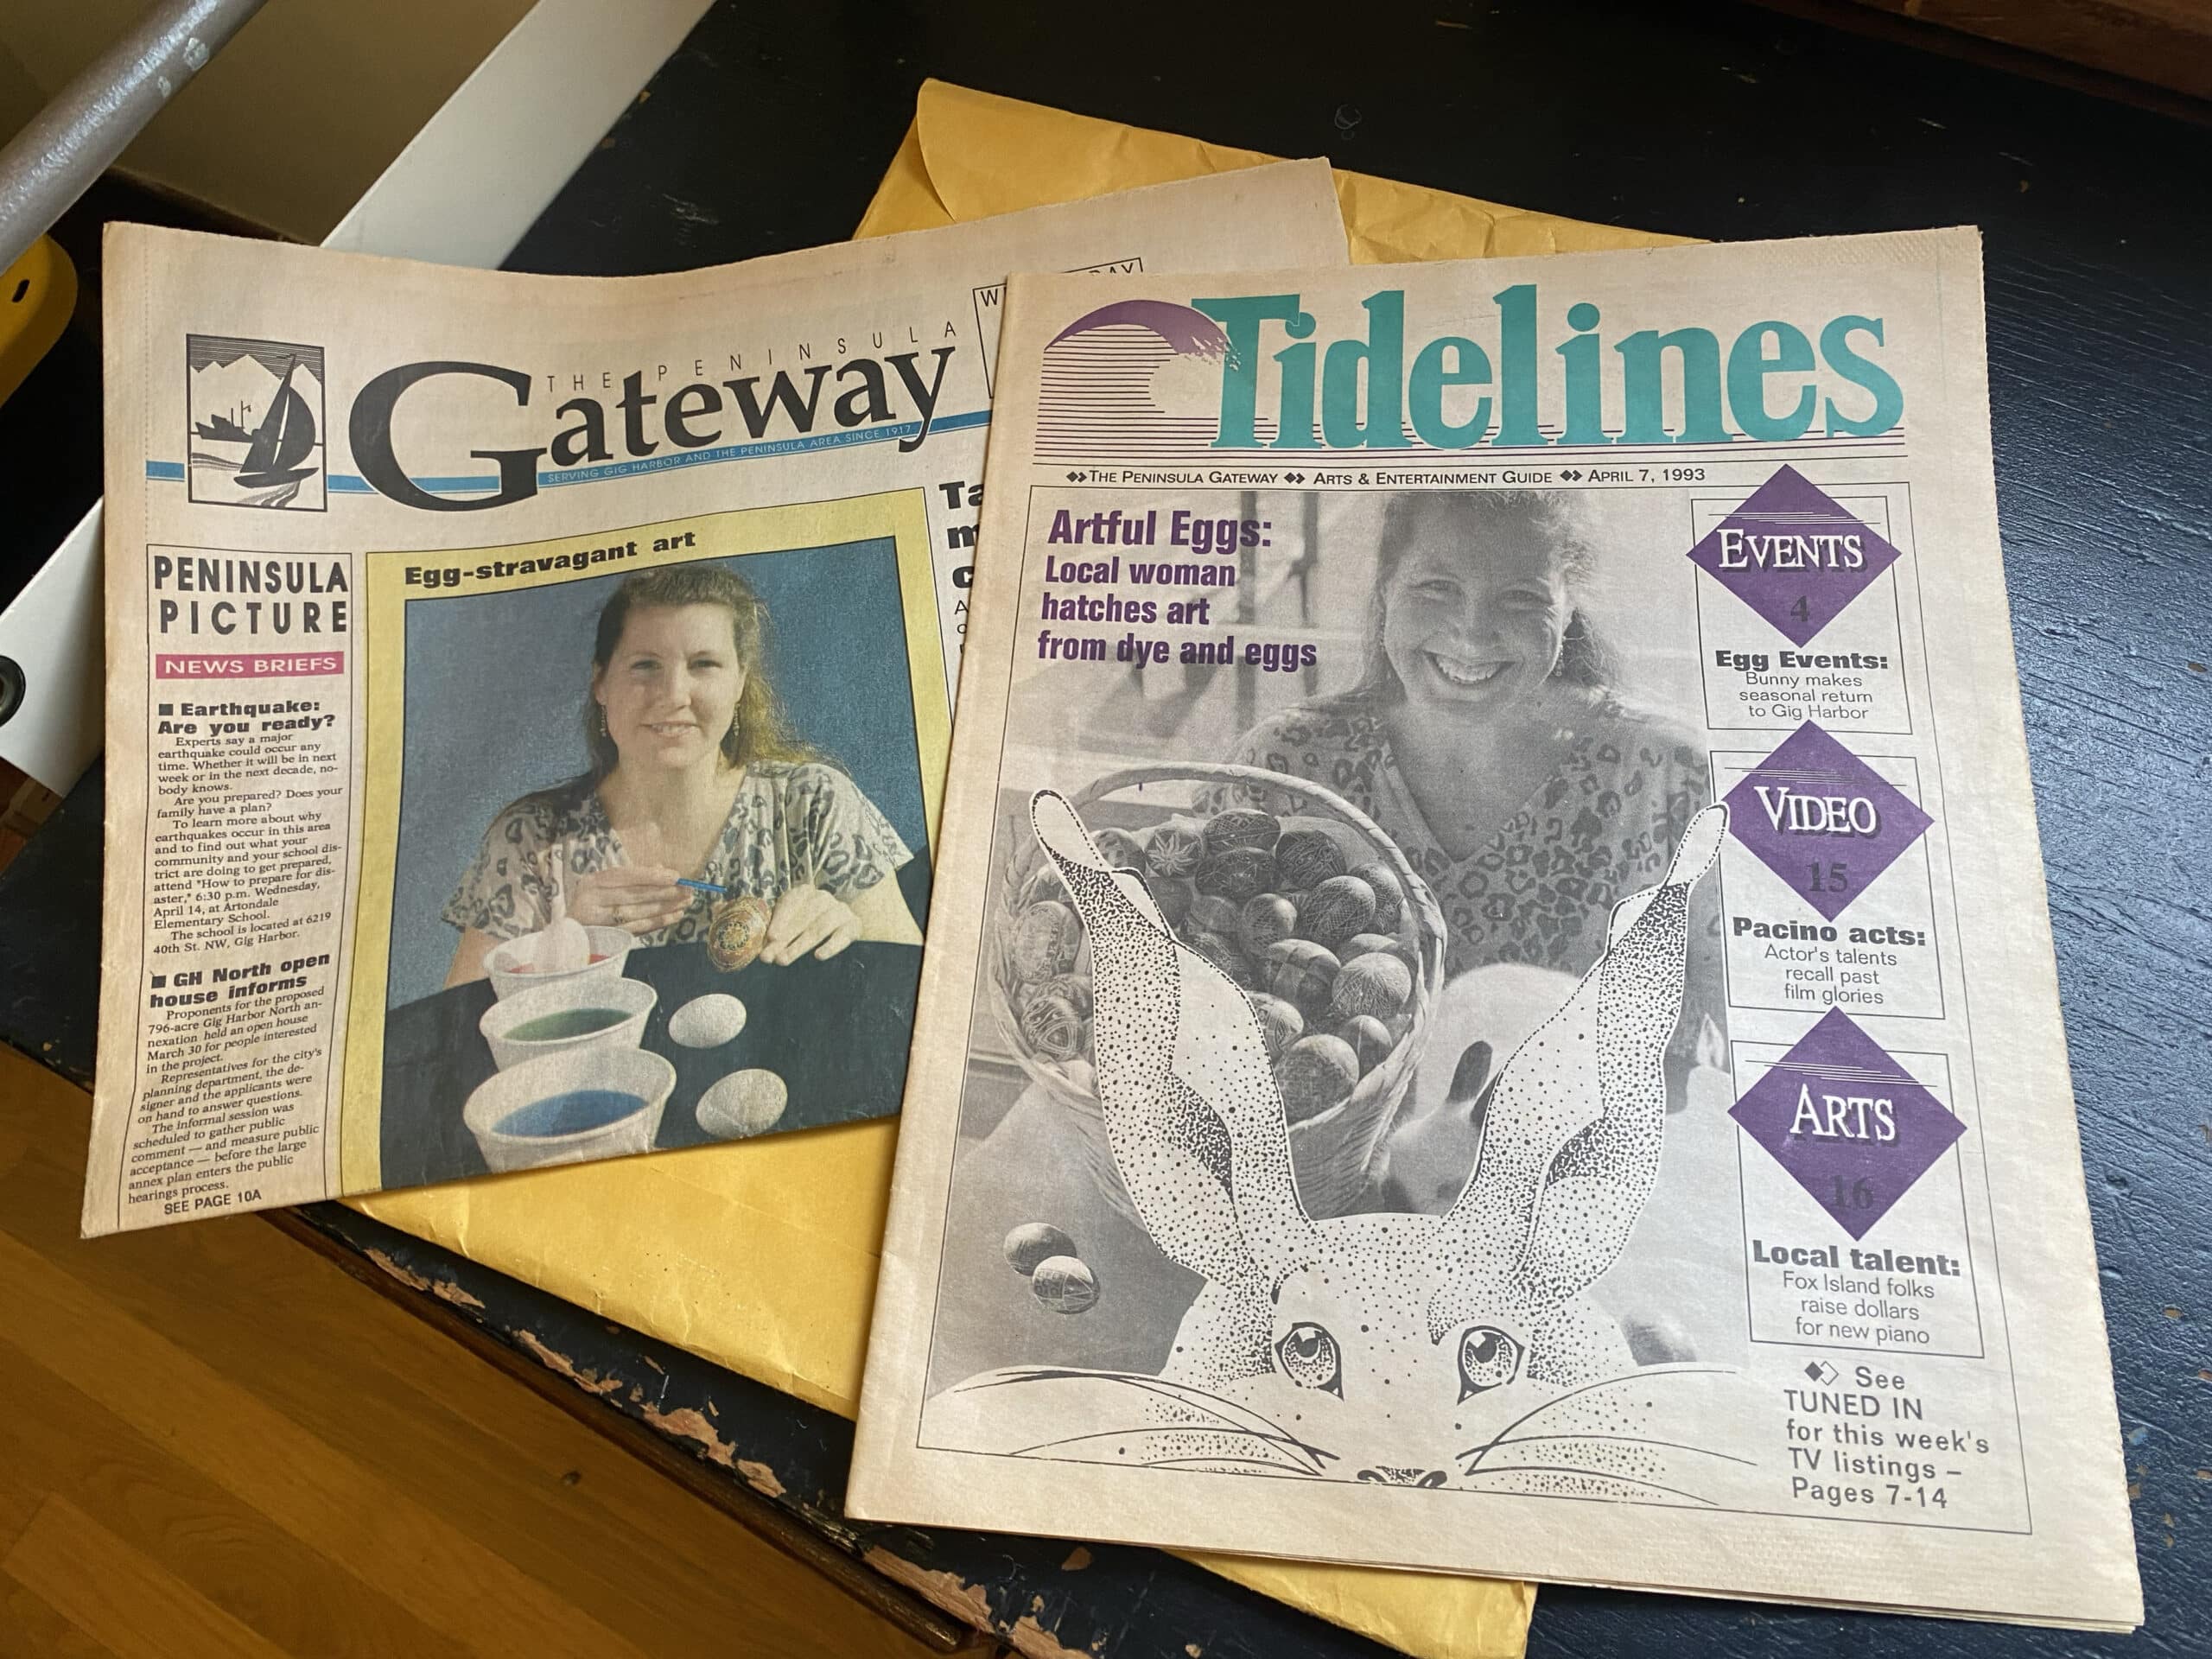 THE PENINSULA
Gateway
SERVING GIG HARBOR AND THE PENINSULA AREA SINCE 1917
PENINSULA
PICTURE
NEWS BRIEFS
■ Earthquake:
Are you ready?
Experts say a major
earthquake could occur any
time. Whether it will be in next
week or in the next decade, no-
body knows.
Are you prepared? Does your
family have a plan?
To learn more about why
earthquakes occur in this area
and to find out what your
community and your school dis-
trict are doing to get prepared,
attend "How to prepare for dis-
aster," 6:30 p.m. Wednesday,
April 14, at Artondale
Elementary School.
The school is located at 6219
40th St. NW, Gig Harbor.
■ GH North open
house informs
Proponents for the proposed
796-acre Gig Harbor North an-
nexation held an open house
March 30 for people interested
in the project.
Representatives for the city's
planning department, the de-
signer and the applicants were
on hand to answer questions.
The informal session was
scheduled to gather public
comment — and measure public
acceptance — before the large
annex plan enters the public
hearings process.
SEE PAGE 10A
Egg-stravagant art
Tidelines
THE PENINSULA GATEWAY ARTS & ENTERTAINMENT GUIDE APRIL 7, 1993
Artful Eggs:
Local woman
hatches art
from dye and eggs
EVENTS
4
Egg Events:
Bunny makes
seasonal return
to Gig Harbor
VIDEO
15
Pacino acts:
Actor's talents
recall past
film glories
ARTS
16
Local talent:
Fox Island folks
raise dollars
for new piano
See
TUNED IN
for this week's
TV listings –
Pages 7-14